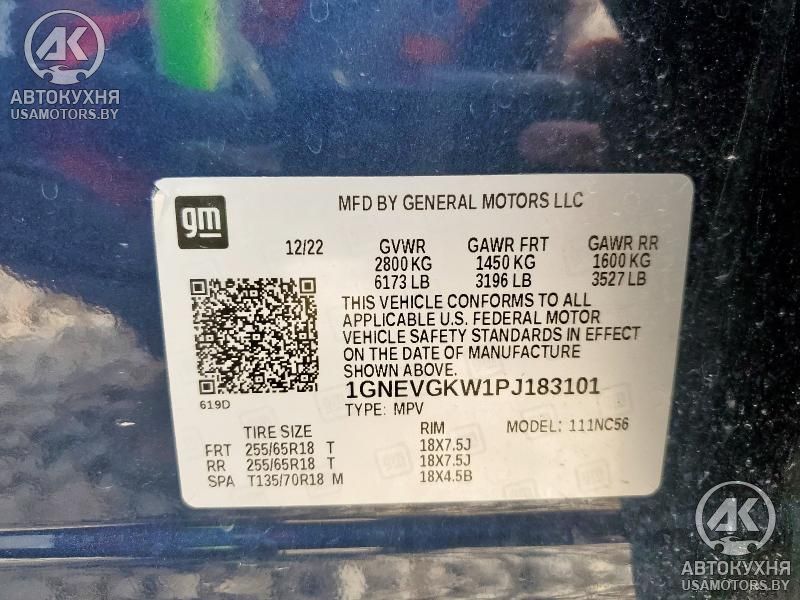 AK
АВТОКУХНЯ
USAMOTORS.BY
gm
MFD BY GENERAL MOTORS LLC
12/22 GVWR GAWR FRT GAWR RR
2800 KG 1450 KG 1600 KG
6173 LB 3196 LB 3527 LB
THIS VEHICLE CONFORMS TO ALL
APPLICABLE U.S. FEDERAL MOTOR
VEHICLE SAFETY STANDARDS IN EFFECT
ON THE DATE OF MANUFACTURE
SHOWN ABOVE.
619D
1GNEVGKW1PJ183101
TYPE: MPV MODEL: 111NC56
TIRE SIZE RIM
FRT 255/65R18 T 18X7.5J
RR 255/65R18 T 18X7.5J
SPA T135/70R18 M 18X4.5B
AK
АВТОКУХНЯ
USAMOTORS.BY